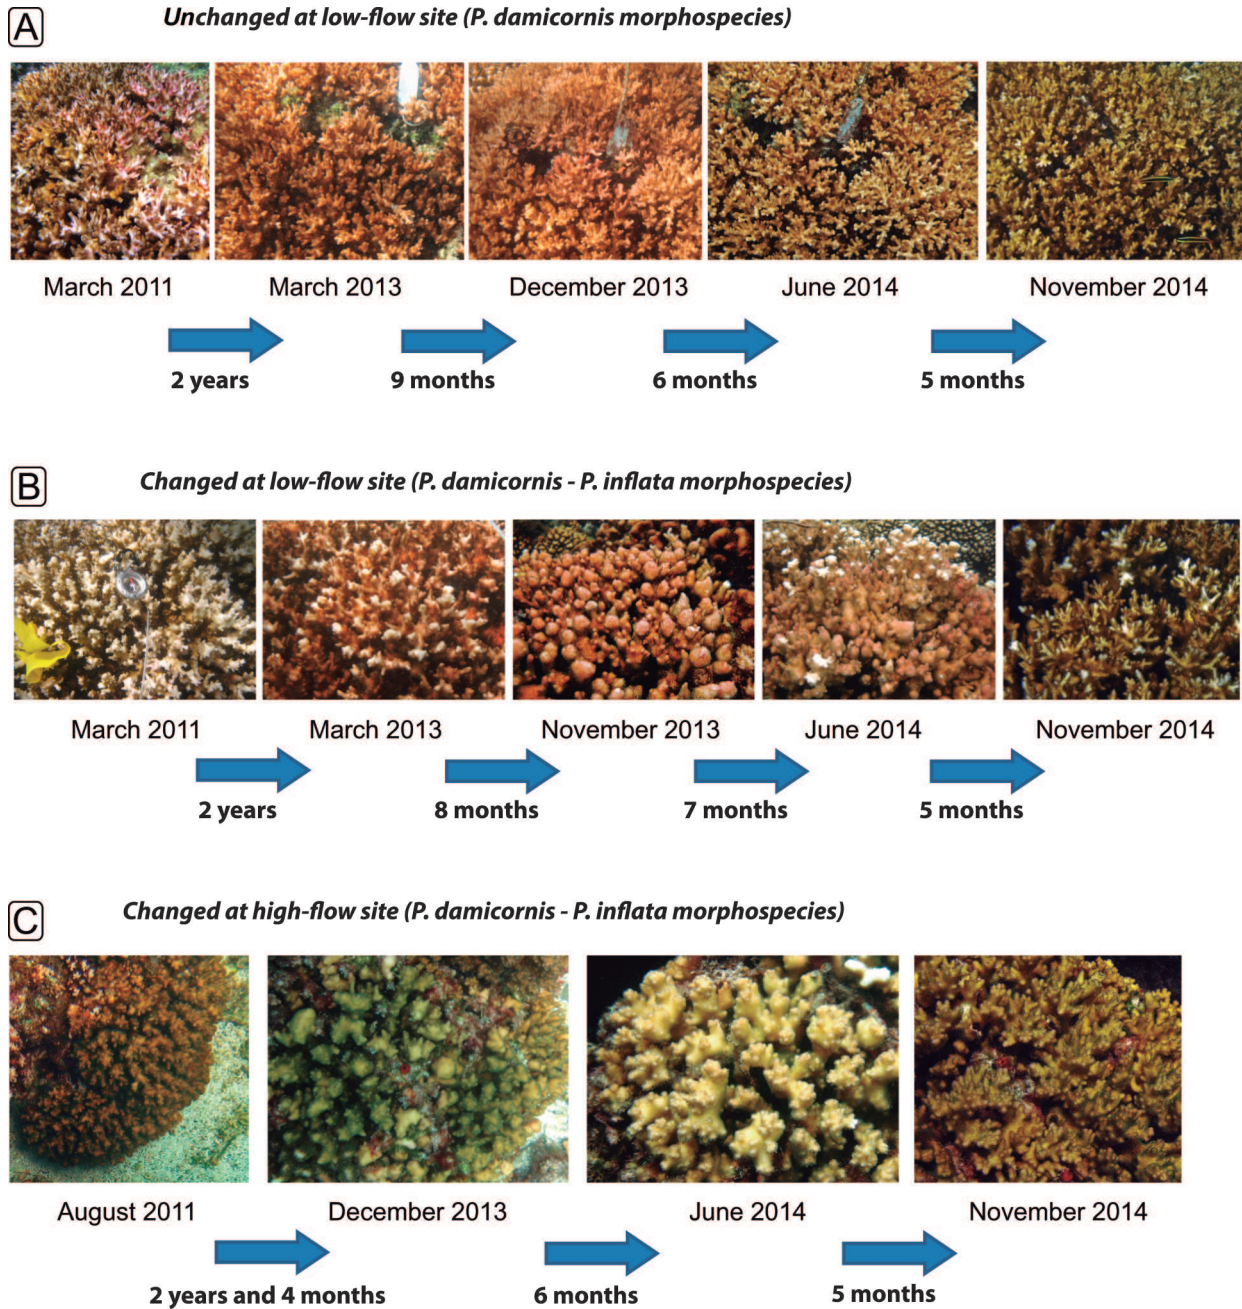 A
Unchanged at low-flow site (P. damicornis morphospecies)
March 2011 March 2013 December 2013 June 2014 November 2014
2 years 9 months 6 months 5 months
B
Changed at low-flow site (P. damicornis - P. inflata morphospecies)
March 2011 March 2013 November 2013 June 2014 November 2014
2 years 8 months 7 months 5 months
C
Changed at high-flow site (P. damicornis - P. inflata morphospecies)
August 2011 December 2013 June 2014 November 2014
2 years and 4 months 6 months 5 months